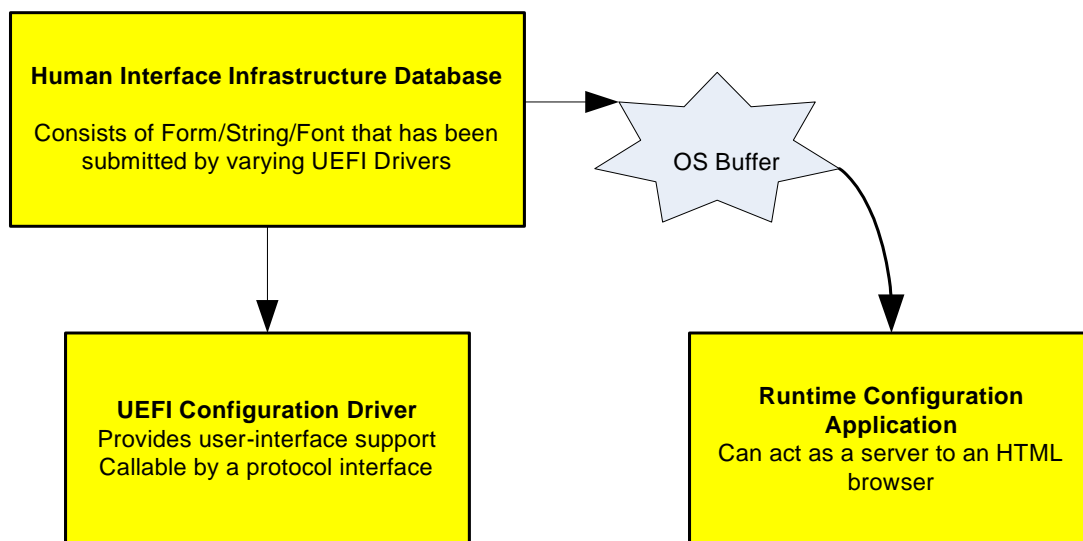 Human Interface Infrastructure Database
Consists of Form/String/Font that has been
submitted by varying UEFI Drivers
OS Buffer
UEFI Configuration Driver
Provides user-interface support
Callable by a protocol interface
Runtime Configuration
Application
Can act as a server to an HTML
browser